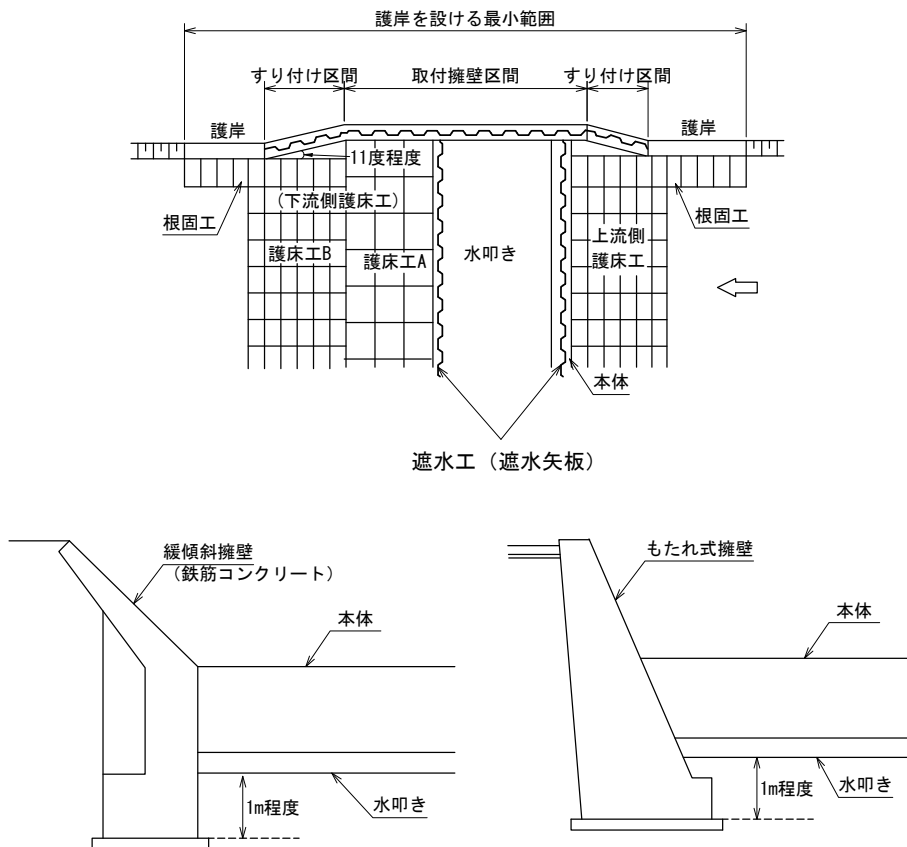 護岸を設ける最小範囲
すり付け区間
取付擁壁区間
すり付け区間
護岸
護岸
11度程度
(下流側護床工)
根固工
根固工
護床工B
護床工A
水叩き
上流側
護床工
本体
遮水工（遮水矢板）
緩傾斜擁壁
（鉄筋コンクリート）
本体
1m程度
水叩き
もたれ式擁壁
本体
1m程度
水叩き